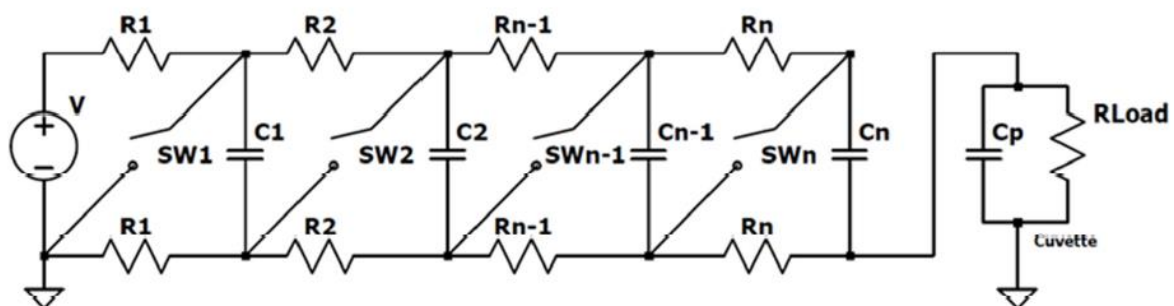 R1 R2 Rn-1 Rn
V + −
SW1 C1 SW2 C2 SWn-1 Cn-1 SWn Cn Cp RLoad
R1 R2 Rn-1 Rn
Cuvette